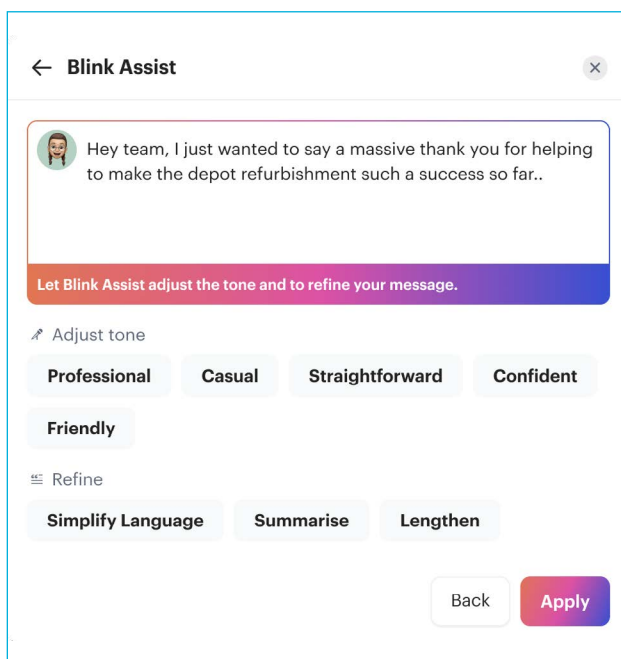 Blink Assist
Hey team, I just wanted to say a massive thank you for helping
to make the depot refurbishment such a success so far..
Let Blink Assist adjust the tone and to refine your message.
Adjust tone
Professional Casual Straightforward Confident
Friendly
Refine
Simplify Language Summarise Lengthen
Back Apply